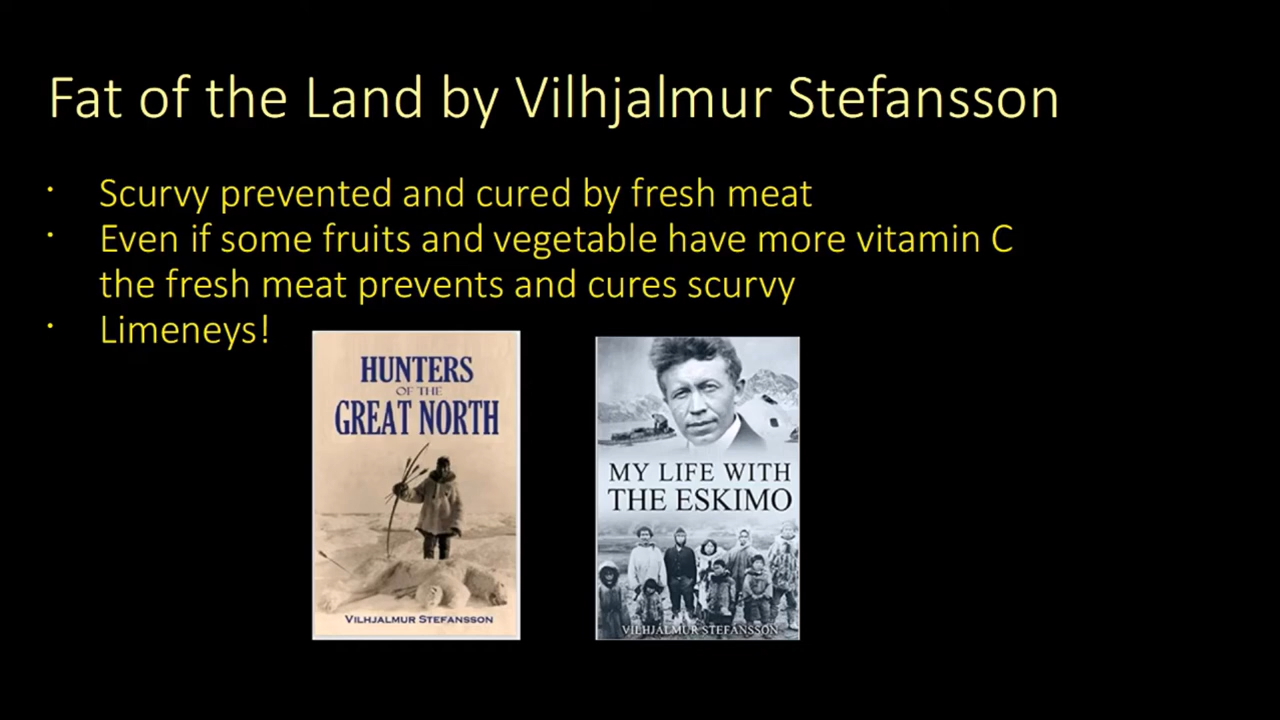 Fat of the Land by Vilhjalmur Stefansson
· Scurvy prevented and cured by fresh meat
· Even if some fruits and vegetable have more vitamin C
the fresh meat prevents and cures scurvy
· Limeneys!
HUNTERS
OF THE
GREAT NORTH
VILHJALMUR STEFANSSON
MY LIFE WITH
THE ESKIMO
VILHJALMUR STEFANSSON